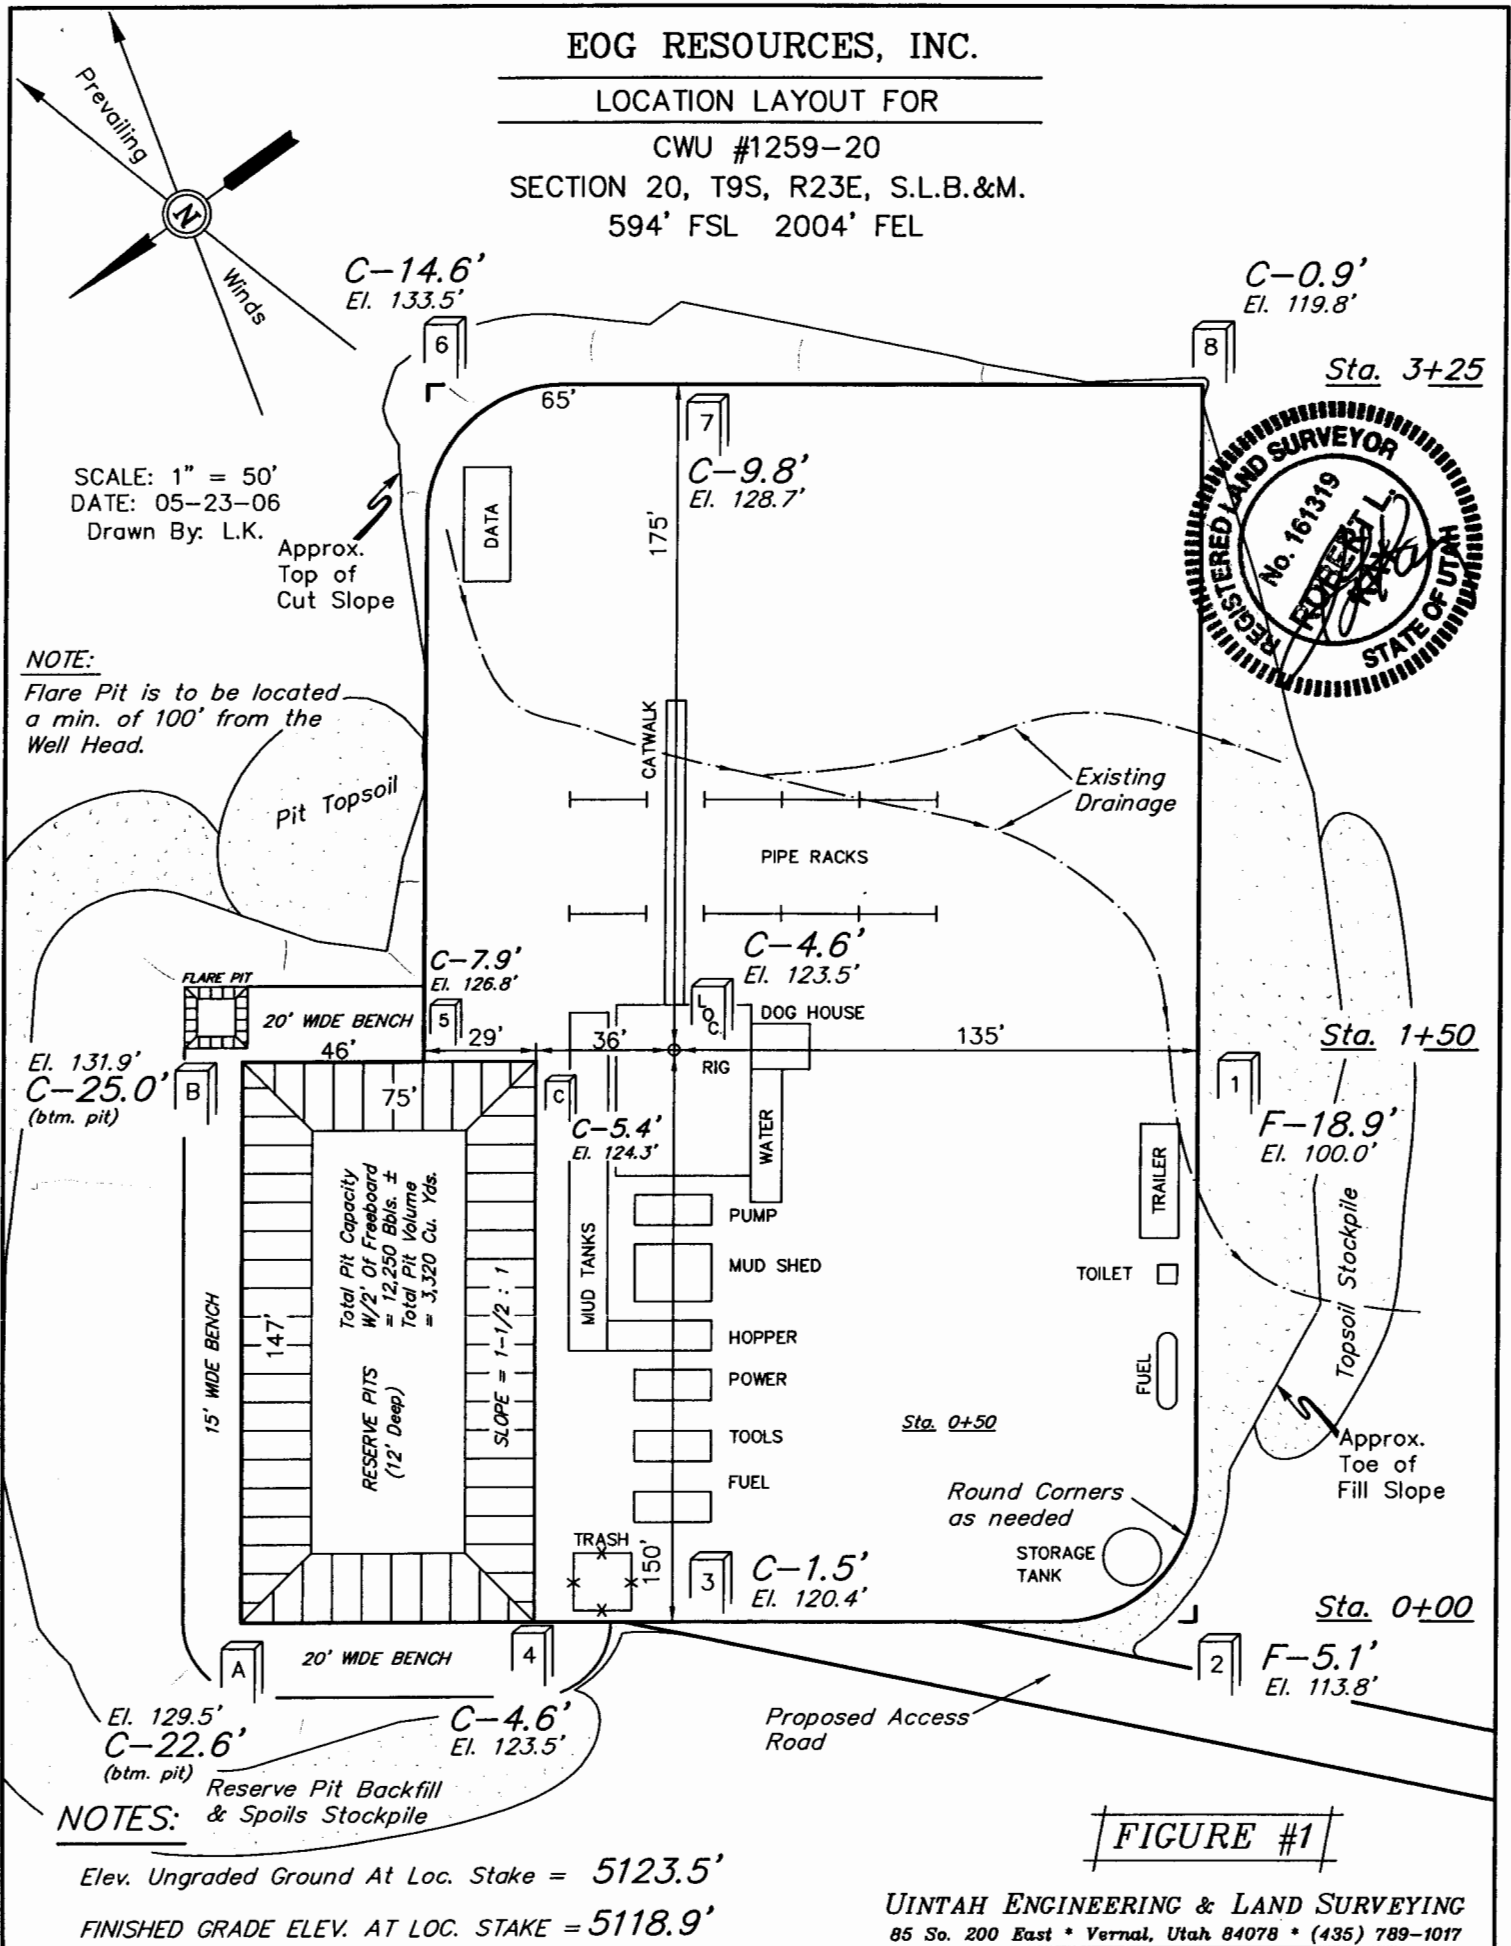 EOG RESOURCES, INC.
LOCATION LAYOUT FOR
CWU #1259-20
SECTION 20, T9S, R23E, S.L.B.&M.
594' FSL 2004' FEL
Prevailing
Winds
N
C-14.6'
El. 133.5'
6
C-0.9'
El. 119.8'
8
Sta. 3+25
65'
7
C-9.8'
El. 128.7'
175'
DATA
SCALE: 1" = 50'
DATE: 05-23-06
Drawn By: L.K.
Approx.
Top of
Cut Slope
REGISTERED LAND SURVEYOR
No. 161319
ROBERT L.
STATE OF UTAH
NOTE:
Flare Pit is to be located
a min. of 100' from the
Well Head.
Pit Topsoil
CATWALK
Existing
Drainage
PIPE RACKS
C-4.6'
El. 123.5'
LOC.
DOG HOUSE
C-7.9'
El. 126.8'
5
FLARE PIT
20' WIDE BENCH
46'
29'
36'
RIG
135'
Sta. 1+50
El. 131.9'
C-25.0'
(btm. pit)
B
75'
C
C-5.4'
El. 124.3'
WATER
1
F-18.9'
El. 100.0'
TRAILER
Total Pit Capacity
W/2' Of Freeboard
= 12,250 Bbls. ±
Total Pit Volume
= 3,320 Cu. Yds.
RESERVE PITS
(12' Deep)
SLOPE = 1-1/2 : 1
147'
15' WIDE BENCH
MUD TANKS
PUMP
MUD SHED
HOPPER
POWER
TOOLS
FUEL
TOILET
FUEL
Topsoil Stockpile
Sta. 0+50
Approx.
Toe of
Fill Slope
Round Corners
as needed
STORAGE
TANK
TRASH
150'
3
C-1.5'
El. 120.4'
Sta. 0+00
2
F-5.1'
El. 113.8'
A
20' WIDE BENCH
4
El. 129.5'
C-22.6'
(btm. pit)
C-4.6'
El. 123.5'
Proposed Access
Road
Reserve Pit Backfill
& Spoils Stockpile
NOTES:
Elev. Ungraded Ground At Loc. Stake = 5123.5'
FINISHED GRADE ELEV. AT LOC. STAKE = 5118.9'
FIGURE #1
UINTAH ENGINEERING & LAND SURVEYING
85 So. 200 East * Vernal, Utah 84078 * (435) 789-1017